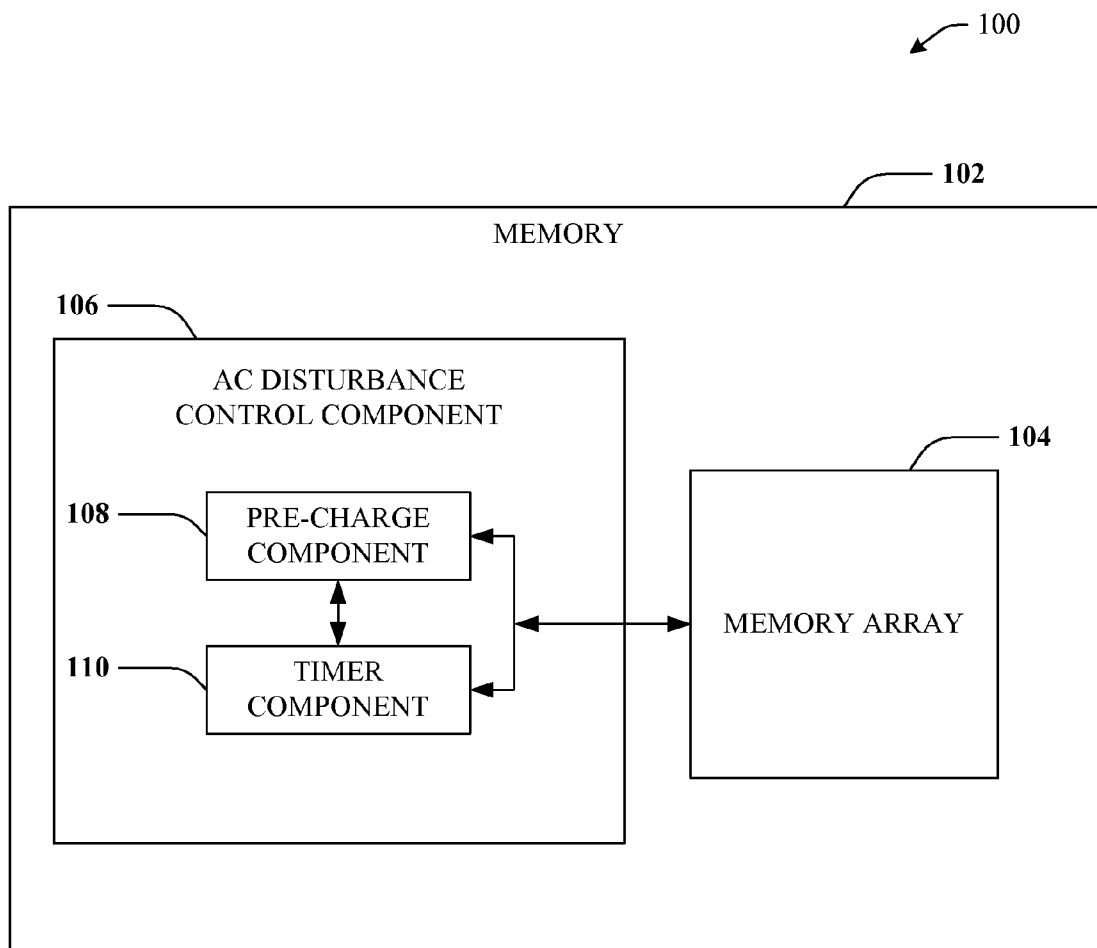 100
102
MEMORY
106
AC DISTURBANCE
CONTROL COMPONENT
104
108
PRE-CHARGE
COMPONENT
MEMORY ARRAY
110
TIMER
COMPONENT